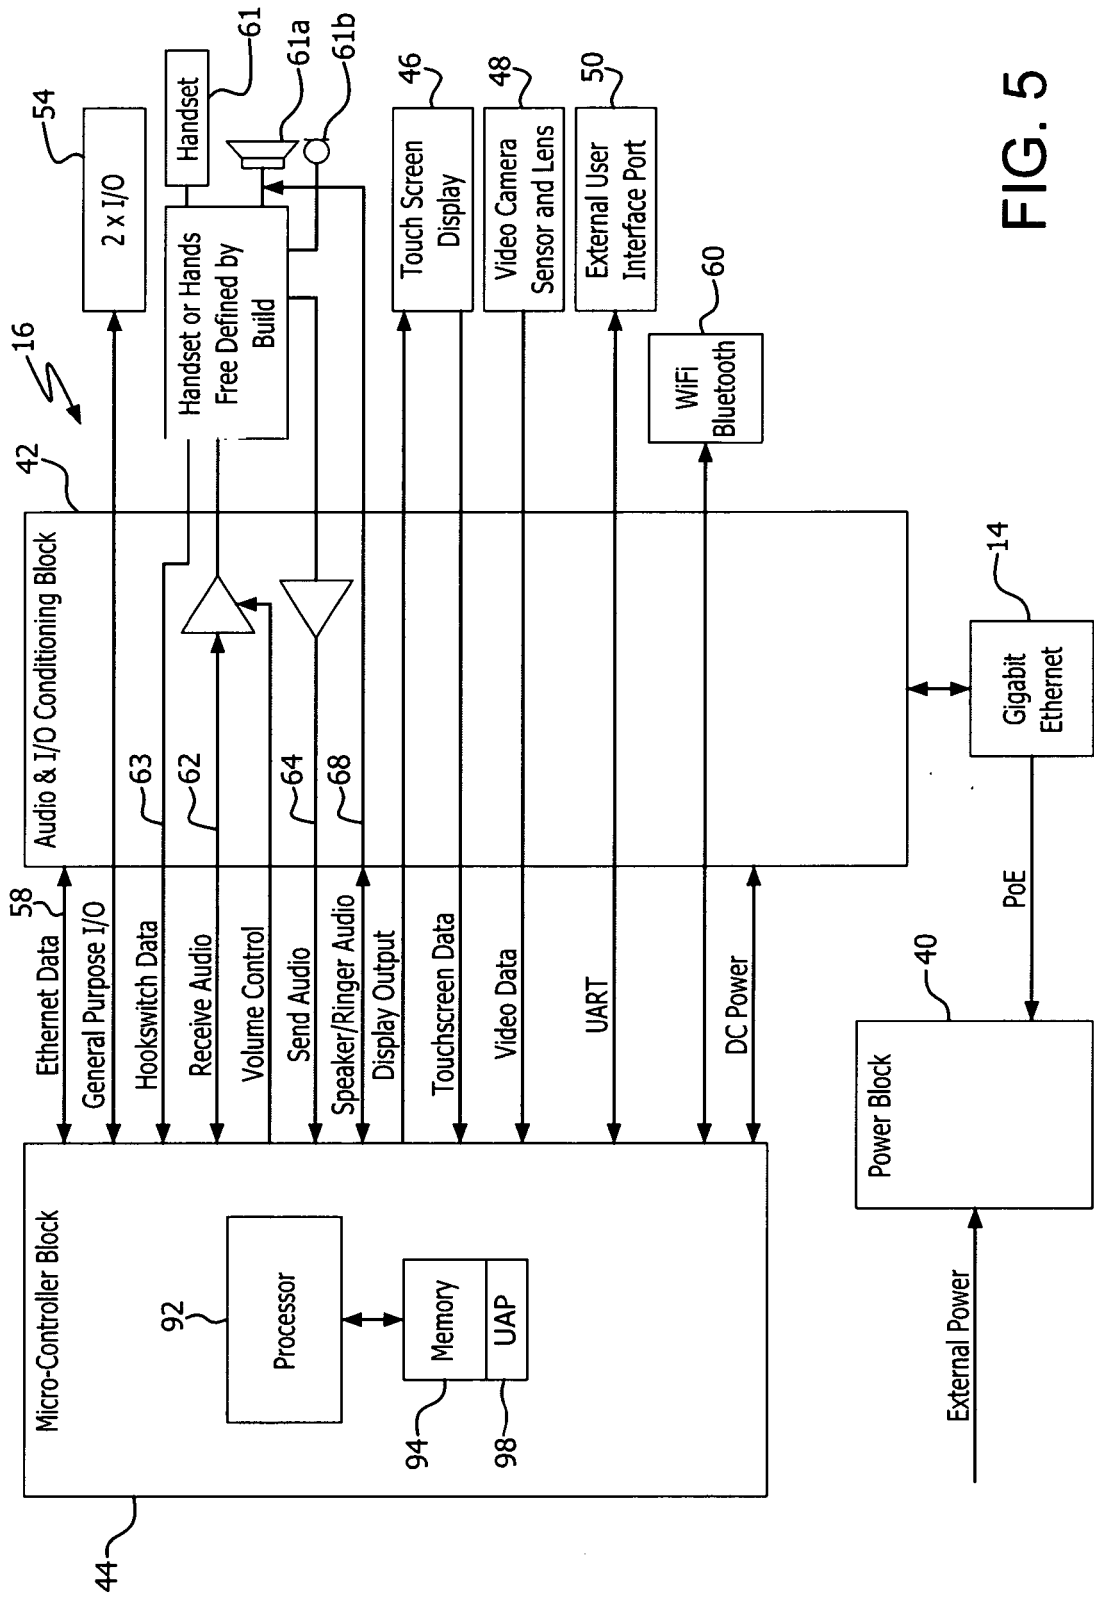 44
Micro-Controller Block
92
Processor
94
Memory
98
UAP
External Power
Power Block
40
PoE
Gigabit
Ethernet
14
Ethernet Data
58
General Purpose I/O
Hookswitch Data
Receive Audio
Volume Control
Send Audio
Speaker/Ringer Audio
Display Output
Touchscreen Data
Video Data
UART
DC Power
Audio & I/O Conditioning Block
42
63
62
64
68
16
54
2 x I/O
Handset
61
Handset or Hands
Free Defined by
Build
61a
61b
Touch Screen
Display
46
Video Camera
Sensor and Lens
48
External User
Interface Port
50
WiFi
Bluetooth
60
FIG. 5